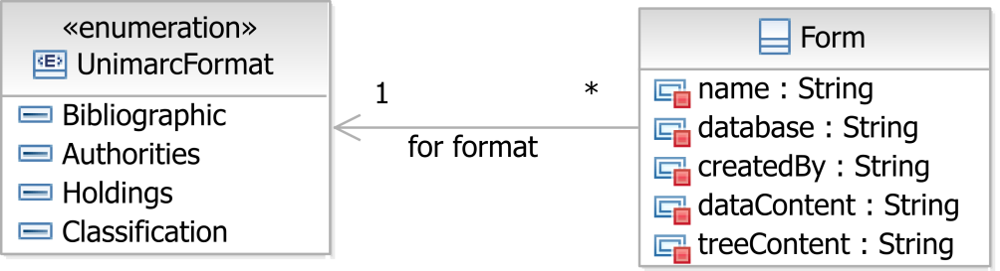 «enumeration»
UnimarcFormat
Bibliographic
Authorities
Holdings
Classification
1
*
for format
Form
name : String
database : String
createdBy : String
dataContent : String
treeContent : String